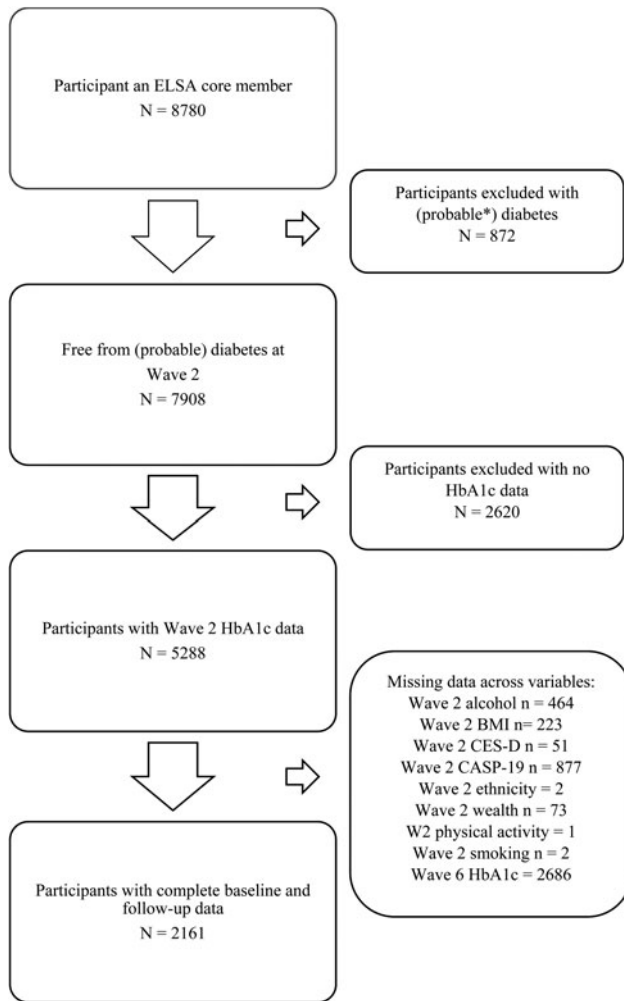 Participant an ELSA core member
N = 8780
Participants excluded with
(probable*) diabetes
N = 872
Free from (probable) diabetes at
Wave 2
N = 7908
Participants excluded with no
HbA1c data
N = 2620
Participants with Wave 2 HbA1c data
N = 5288
Missing data across variables:
Wave 2 alcohol n = 464
Wave 2 BMI n= 223
Wave 2 CES-D n = 51
Wave 2 CASP-19 n = 877
Wave 2 ethnicity = 2
Wave 2 wealth = 73
W2 physical activity = 1
Wave 2 smoking n = 2
Wave 6 HbA1c = 2686
Participants with complete baseline and
follow-up data
N = 2161